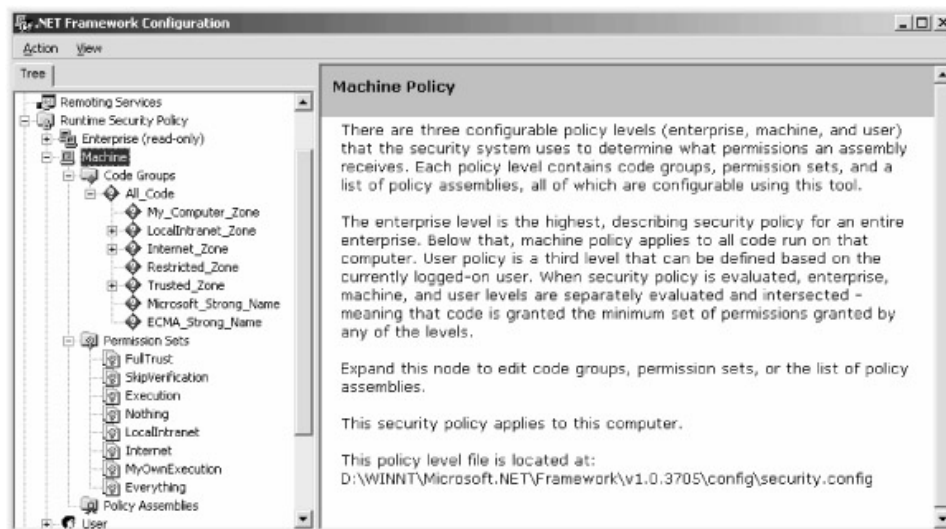 .NET Framework Configuration
Action View
Tree
Remoting Services
Runtime Security Policy
Enterprise (read-only)
Machine
Code Groups
All_Code
My_Computer_Zone
LocalIntranet_Zone
Internet_Zone
Restricted_Zone
Trusted_Zone
Microsoft_Strong_Name
ECMA_Strong_Name
Permission Sets
FullTrust
SkipVerification
Execution
Nothing
LocalIntranet
Internet
MyOwnExecution
Everything
Policy Assemblies
User
Machine Policy
There are three configurable policy levels (enterprise, machine, and user)
that the security system uses to determine what permissions an assembly
receives. Each policy level contains code groups, permission sets, and a
list of policy assemblies, all of which are configurable using this tool.
The enterprise level is the highest, describing security policy for an entire
enterprise. Below that, machine policy applies to all code run on that
computer. User policy is a third level that can be defined based on the
currently logged-on user. When security policy is evaluated, enterprise,
machine, and user levels are separately evaluated and intersected -
meaning that code is granted the minimum set of permissions granted by
any of the levels.
Expand this node to edit code groups, permission sets, or the list of policy
assemblies.
This security policy applies to this computer.
This policy level file is located at:
D:\WINNT\Microsoft.NET\Framework\v1.0.3705\config\security.config